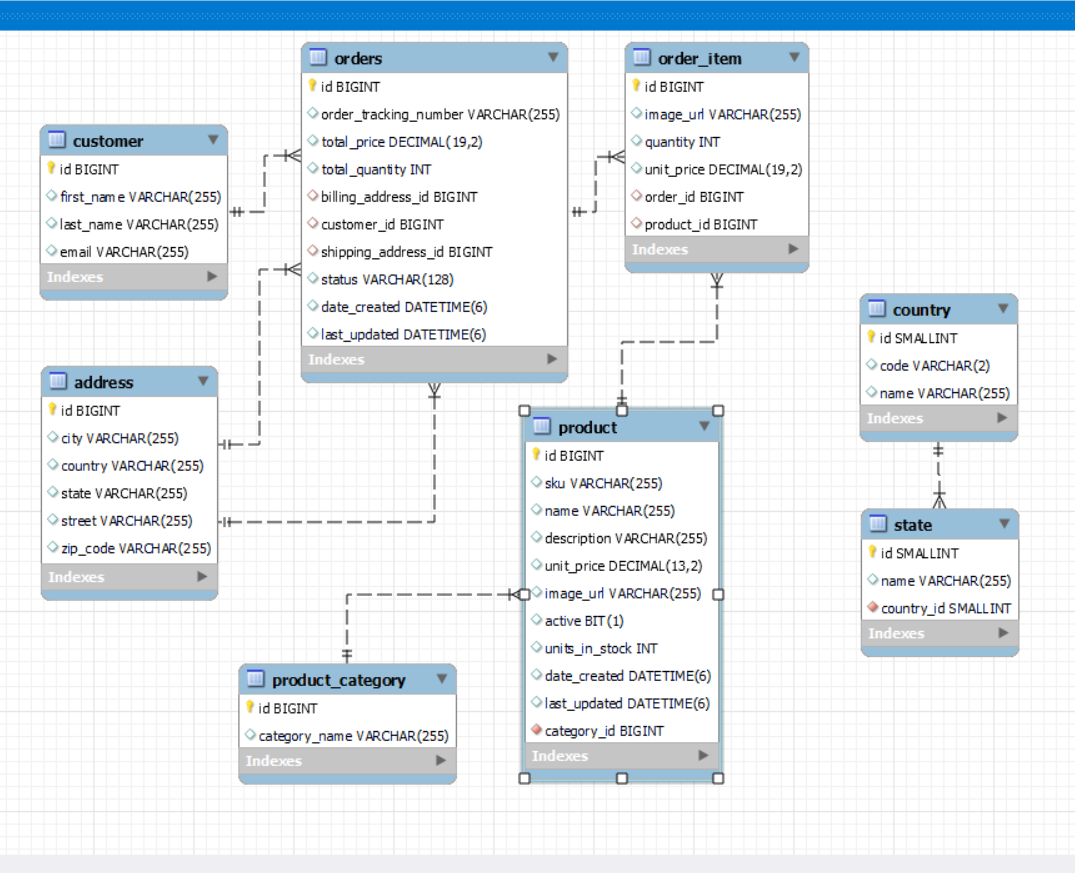 orders
id BIGINT
order_tracking_number VARCHAR(255)
total_price DECIMAL(19,2)
total_quantity INT
billing_address_id BIGINT
customer_id BIGINT
shipping_address_id BIGINT
status VARCHAR(128)
date_created DATETIME(6)
last_updated DATETIME(6)
Indexes
order_item
id BIGINT
image_url VARCHAR(255)
quantity INT
unit_price DECIMAL(19,2)
order_id BIGINT
product_id BIGINT
Indexes
customer
id BIGINT
first_name VARCHAR(255)
last_name VARCHAR(255)
email VARCHAR(255)
Indexes
country
id SMALLINT
code VARCHAR(2)
name VARCHAR(255)
Indexes
address
id BIGINT
city VARCHAR(255)
country VARCHAR(255)
state VARCHAR(255)
street VARCHAR(255)
zip_code VARCHAR(255)
Indexes
product
id BIGINT
sku VARCHAR(255)
name VARCHAR(255)
description VARCHAR(255)
unit_price DECIMAL(13,2)
image_url VARCHAR(255)
active BIT(1)
units_in_stock INT
date_created DATETIME(6)
last_updated DATETIME(6)
category_id BIGINT
Indexes
state
id SMALLINT
name VARCHAR(255)
country_id SMALLINT
Indexes
product_category
id BIGINT
category_name VARCHAR(255)
Indexes